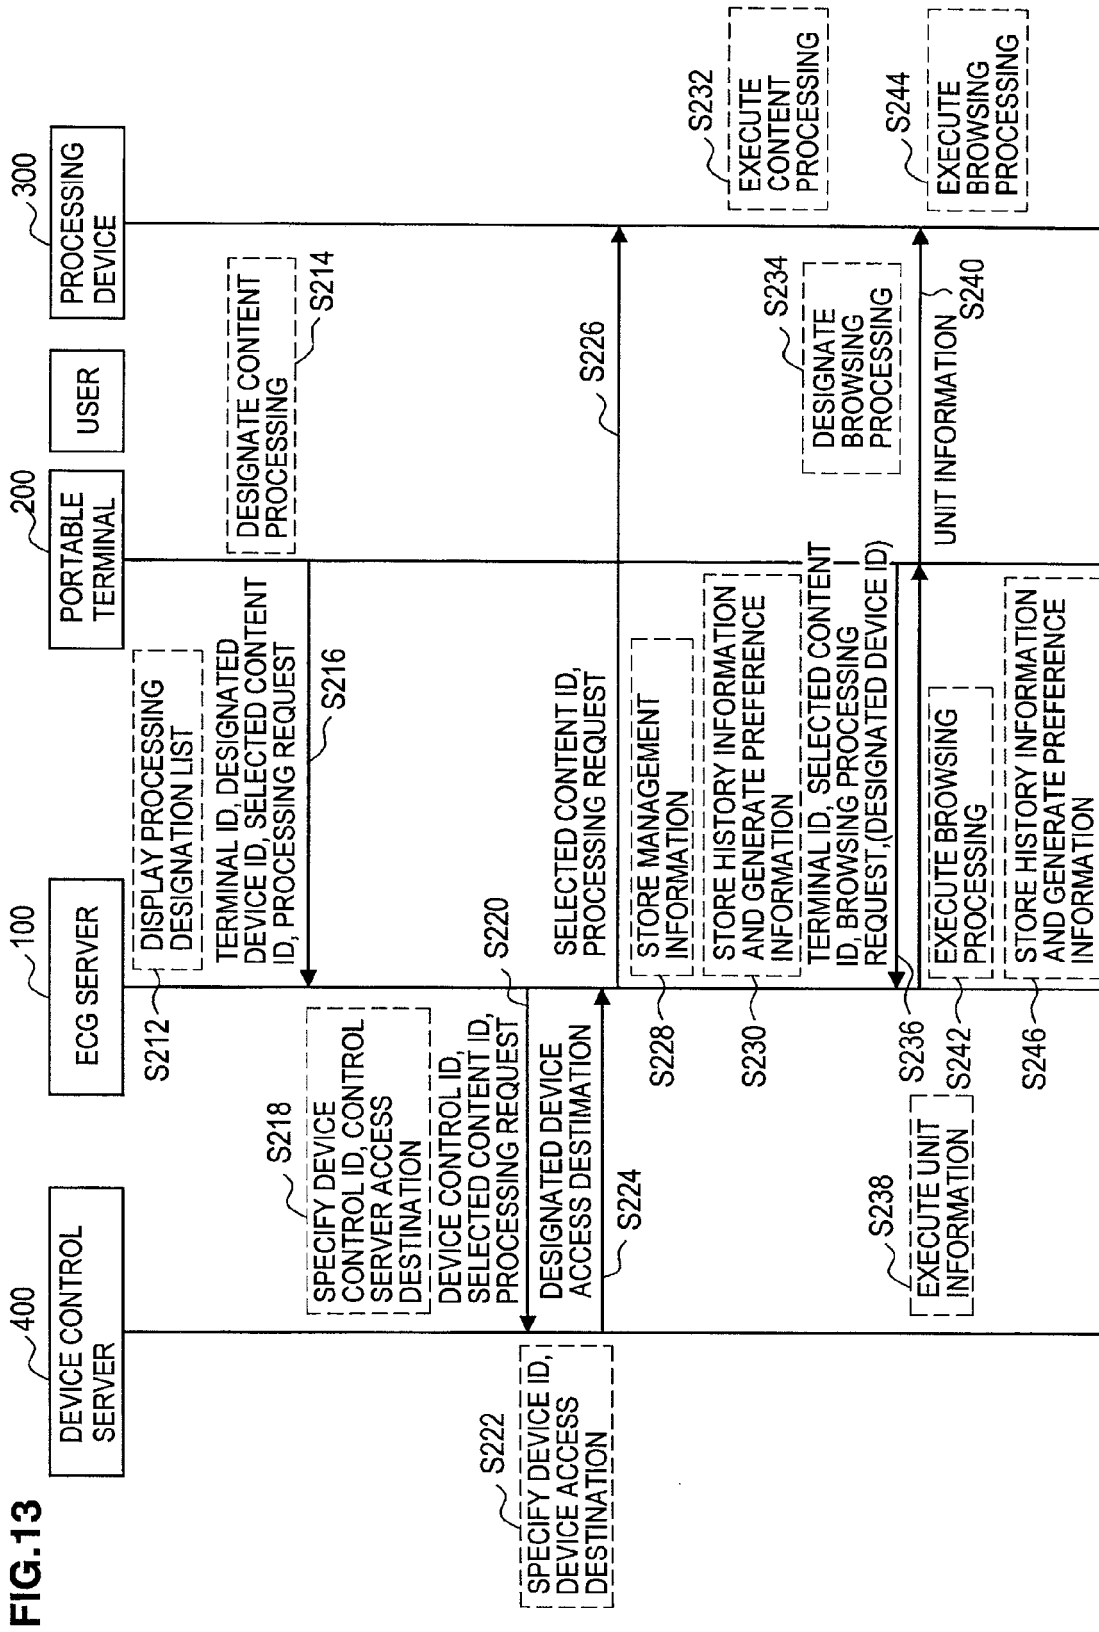 FIG.13
400
DEVICE CONTROL
SERVER
100
ECG SERVER
200
PORTABLE
TERMINAL
USER
300
PROCESSING
DEVICE
S212
DISPLAY PROCESSING
DESIGNATION LIST
DESIGNATE CONTENT
PROCESSING
S214
TERMINAL ID, DESIGNATED
DEVICE ID, SELECTED CONTENT
ID, PROCESSING REQUEST
S216
S218
SPECIFY DEVICE
CONTROL ID, CONTROL
SERVER ACCESS
DESTINATION
DEVICE CONTROL ID,
SELECTED CONTENT ID,
PROCESSING REQUEST
S220
S222
SPECIFY DEVICE ID,
DEVICE ACCESS
DESTINATION
DESIGNATED DEVICE
ACCESS DESTIMATION
S224
SELECTED CONTENT ID,
PROCESSING REQUEST
S226
S228
STORE MANAGEMENT
INFORMATION
S230
STORE HISTORY INFORMATION
AND GENERATE PREFERENCE
INFORMATION
S232
EXECUTE
CONTENT
PROCESSING
S234
DESIGNATE
BROWSING
PROCESSING
TERMINAL ID, SELECTED CONTENT
ID, BROWSING PROCESSING
REQUEST,(DESIGNATED DEVICE ID)
S236
S238
EXECUTE UNIT
INFORMATION
UNIT INFORMATION
S240
S242
EXECUTE BROWSING
PROCESSING
S244
EXECUTE
BROWSING
PROCESSING
S246
STORE HISTORY INFORMATION
AND GENERATE PREFERENCE
INFORMATION